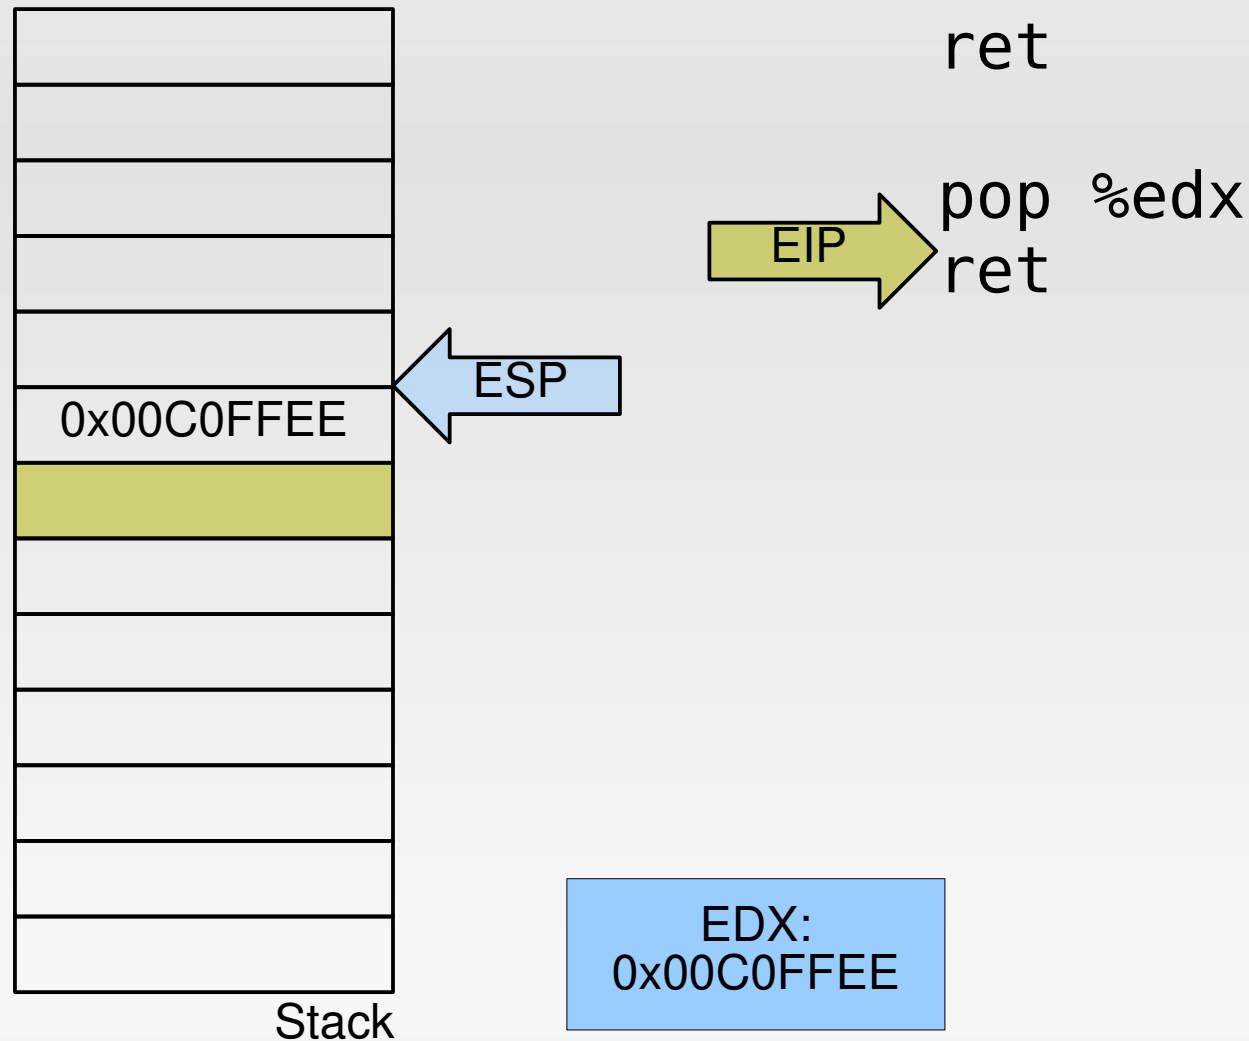 ret
pop %edx
EIP
ret
ESP
0x00C0FFEE
EDX:
0x00C0FFEE
Stack